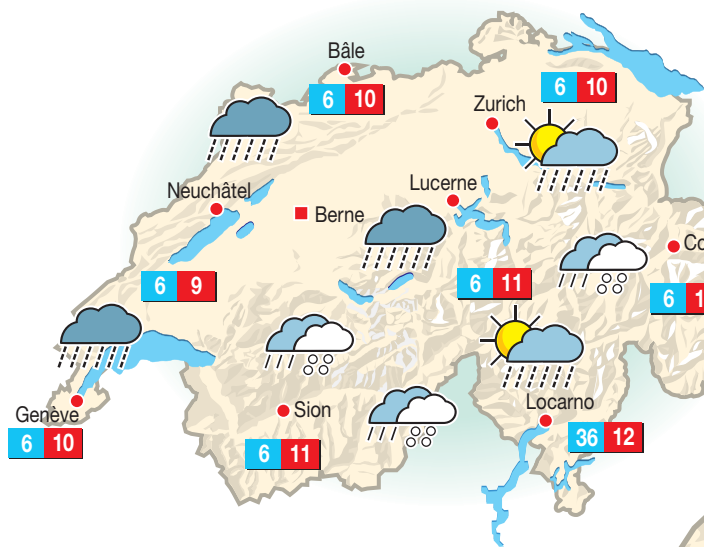 Bâle
6 10
6 10
Zurich
Neuchâtel
Lucerne
Berne
Co
6 9
6 11
6 1
Genève
6 10
Sion
6 11
Locarno
36 12